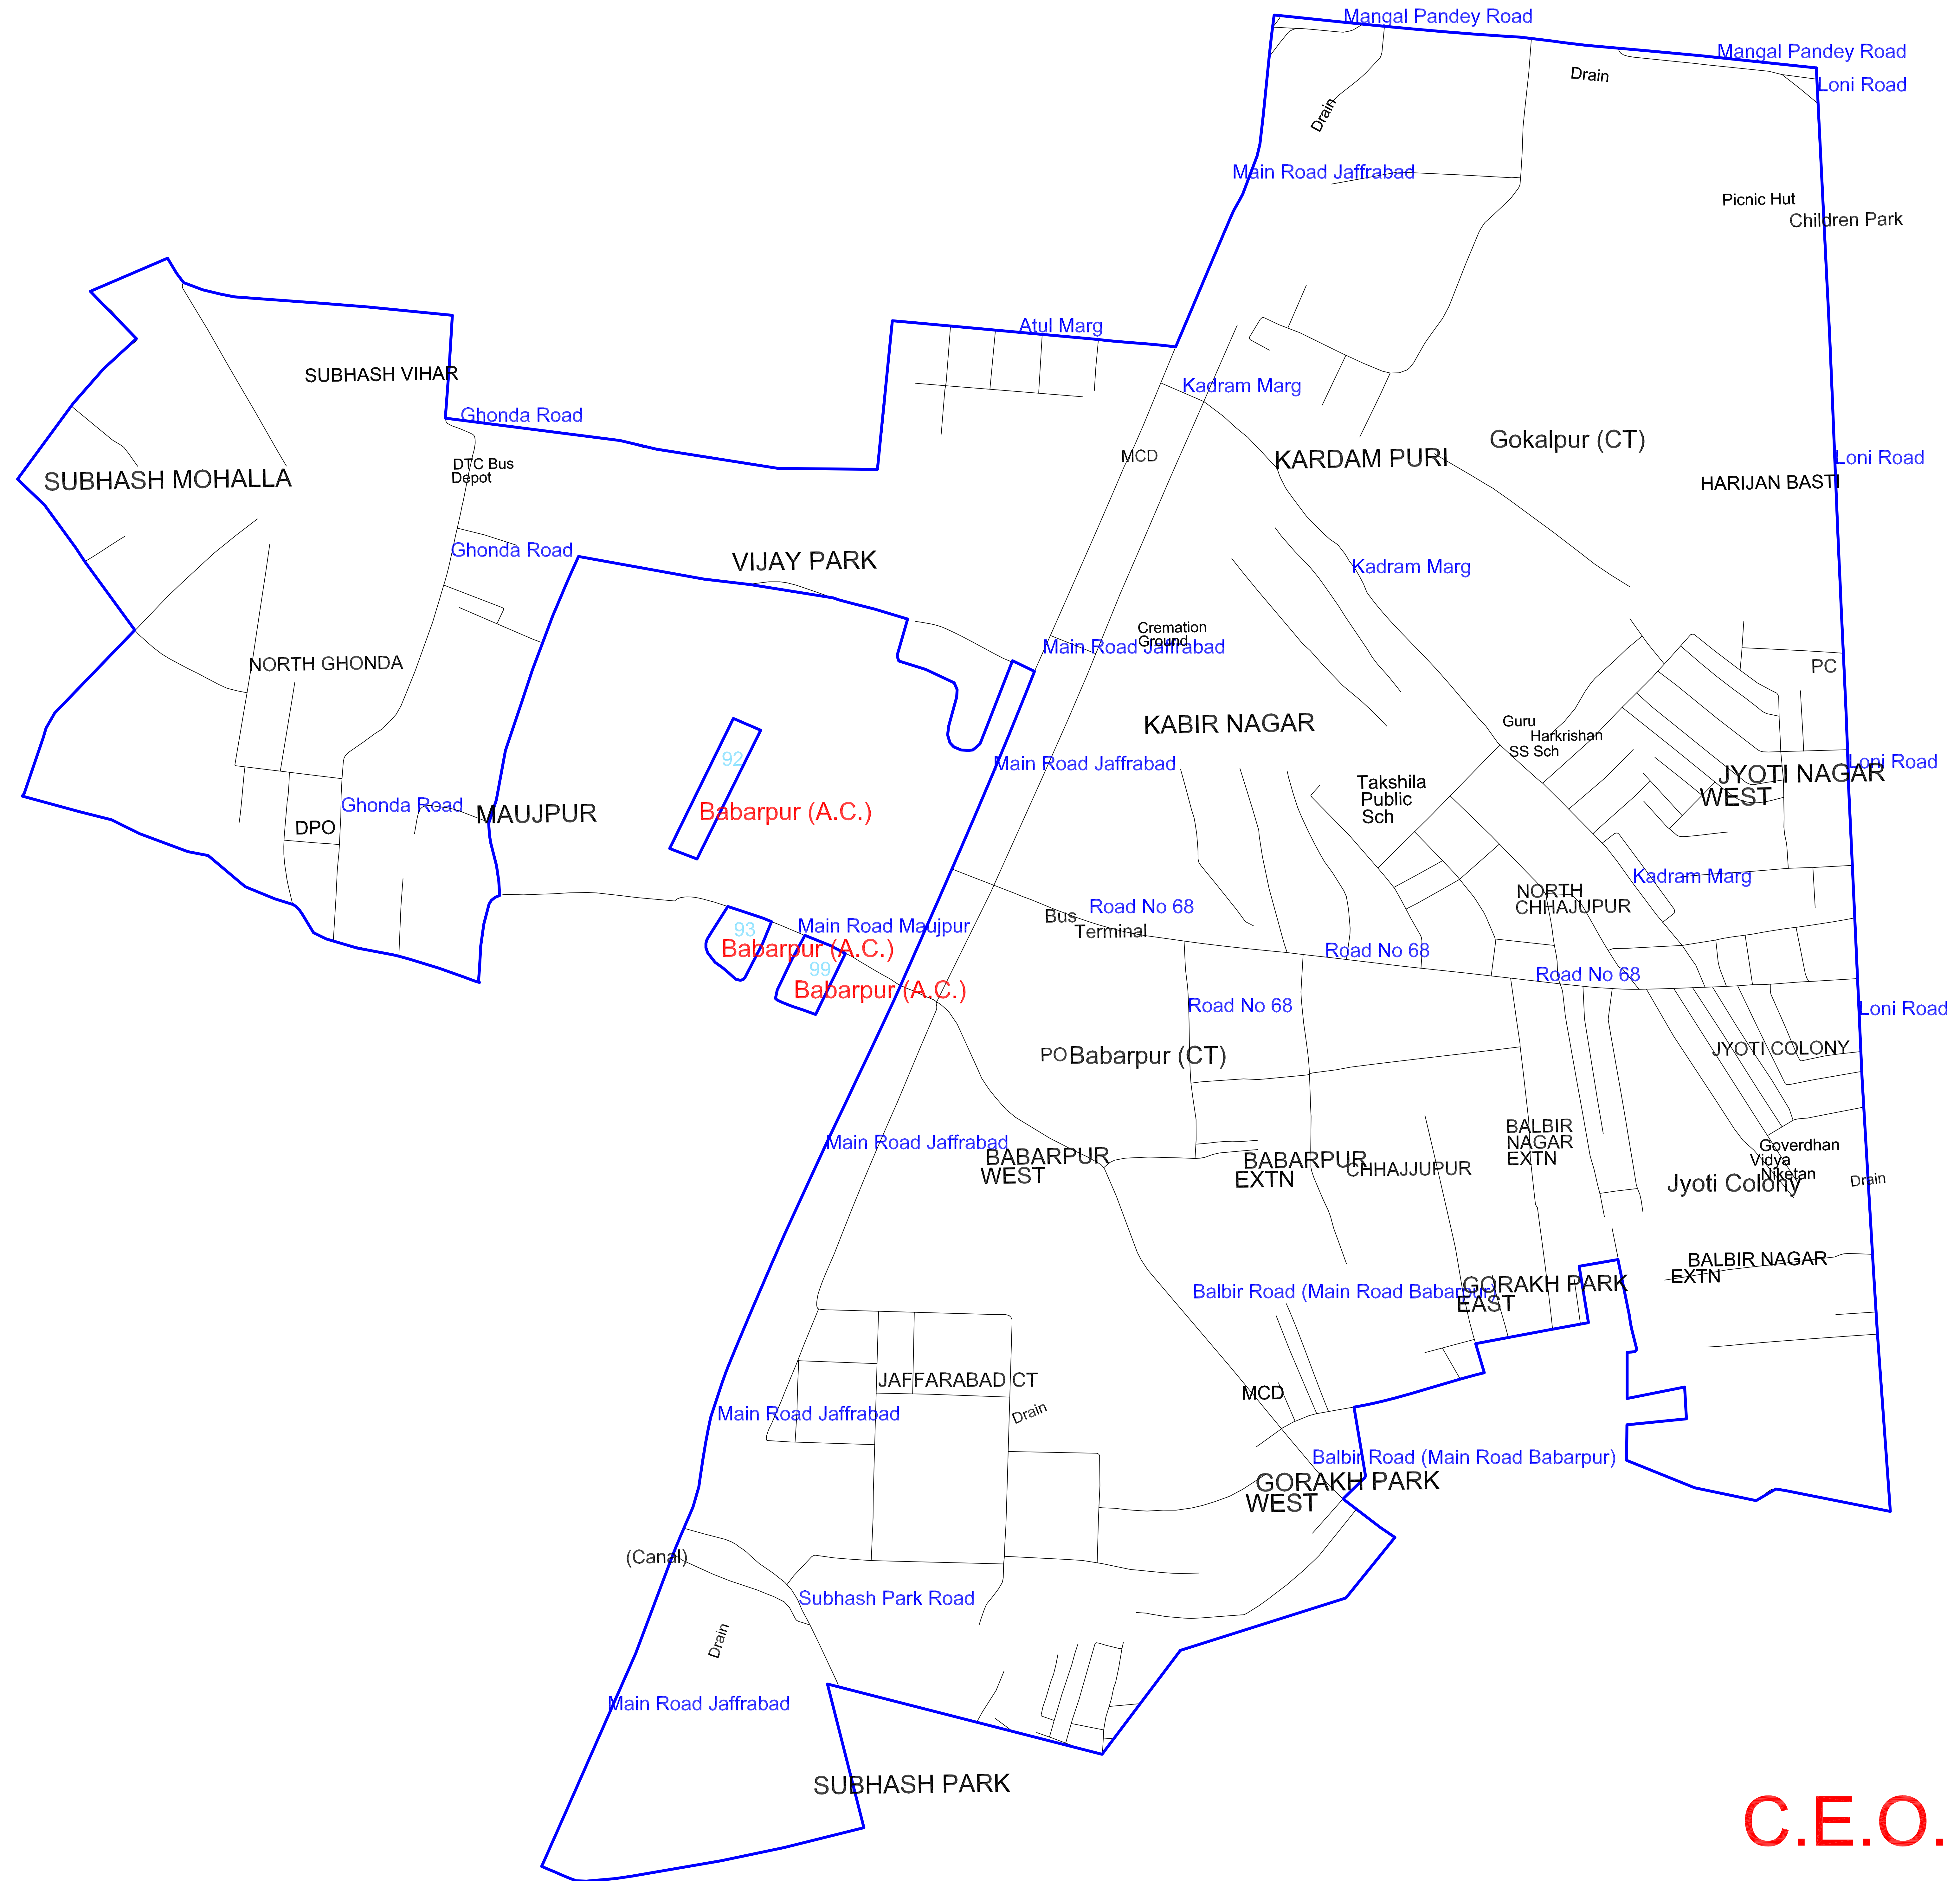 Mangal Pandey Road
Mangal Pandey Road
Drain
Loni Road
Drain
Main Road Jaffrabad
Picnic Hut
Children Park
Atul Marg
SUBHASH VIHAR
Kadram Marg
Ghonda Road
Gokalpur (CT)
MCD
KARDAM PURI
Loni Road
DTC Bus
Depot
SUBHASH MOHALLA
HARIJAN BASTI
Ghonda Road
VIJAY PARK
Kadram Marg
Cremation
Ground
Main Road Jaffrabad
NORTH GHONDA
PC
KABIR NAGAR
Guru
Harkrishan
SS Sch
92
Main Road Jaffrabad
Loni Road
JYOTI NAGAR
WEST
Takshila
Public
Sch
Ghonda Road
MAUJPUR
Babarpur (A.C.)
DPO
Kadram Marg
NORTH
CHHAJUPUR
Road No 68
Bus
Terminal
Main Road Maujpur
93
Babarpur (A.C.)
Road No 68
99
Babarpur (A.C.)
Road No 68
Road No 68
Loni Road
JYOTI COLONY
PO
Babarpur (CT)
BALBIR
NAGAR
EXTN
Main Road Jaffrabad
BABARPUR
WEST
BABARPUR
EXTN
CHHAJJUPUR
Goverdhan
Vidya
Niketan
Jyoti Colony
Drain
BALBIR NAGAR
EXTN
Balbir Road (Main Road Babarpur)
GORAKH PARK
EAST
JAFFARABAD CT
MCD
Main Road Jaffrabad
Drain
Balbir Road (Main Road Babarpur)
GORAKH PARK
WEST
(Canal)
Subhash Park Road
Drain
Main Road Jaffrabad
SUBHASH PARK
C.E.O.